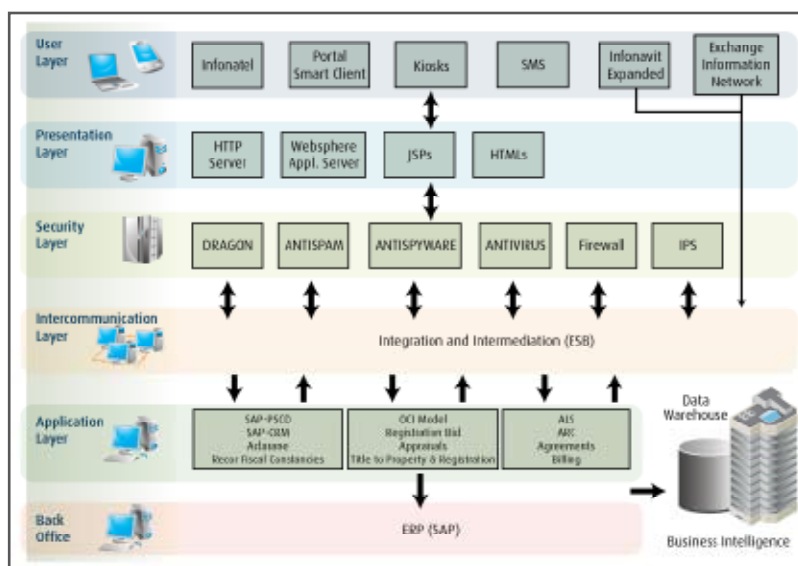 User
Layer
Infonatel
Portal
Smart Client
Kiosks
SMS
Infonavit
Expanded
Exchange
Information
Network
Presentation
Layer
HTTP
Server
Websphere
Appl. Server
JSPs
HTMLs
Security
Layer
DRAGON
ANTISPAM
ANTISPYWARE
ANTIVIRUS
Firewall
IPS
Intercommunication
Layer
Integration and Intermediation (ESB)
Application
Layer
SAP-PSCD
SAP-CRM
Recor Fiscal Constancies
OCI Model
Registration Bid
Appraisals
Title to Property & Registration
ALS
ARC
Agreements
Billing
Data
Warehouse
Business Intelligence
Back
Office
ERP (SAP)